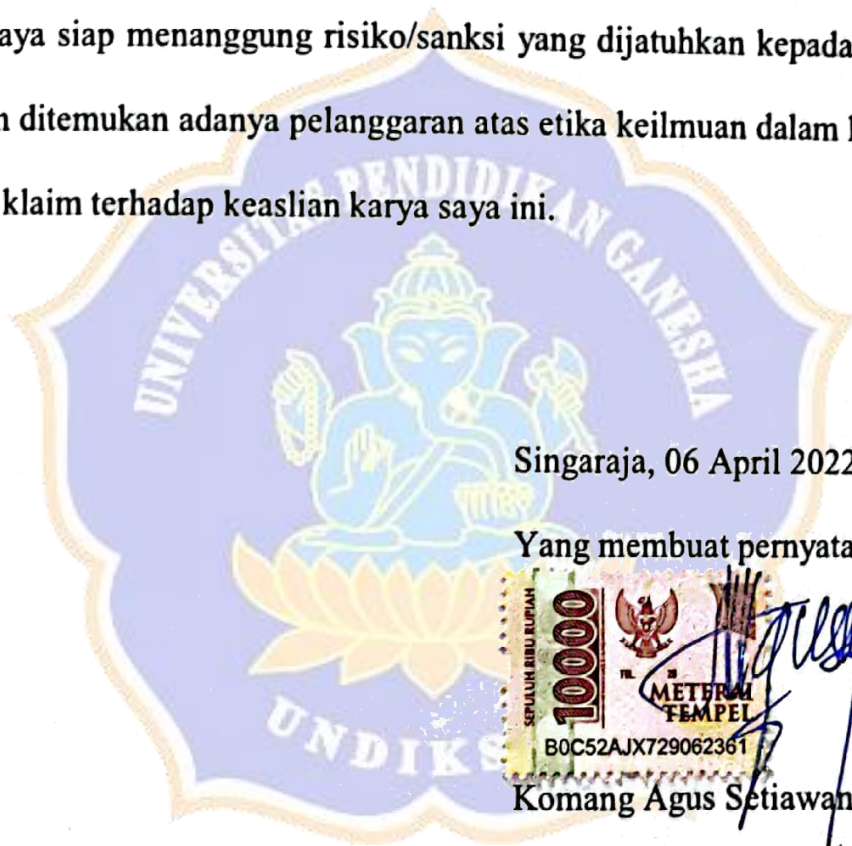 aya siap menanggung risiko/sanksi yang dijatuhkan kepada
ditemukan adanya pelanggaran atas etika keilmuan dalam
klaim terhadap keaslian karya saya ini.
UNIVERSITAS PENDIDIKAN GANESHA
Singaraja, 06 April 2022
Yang membuat pernyata
SEPULUH RIBU RUPIAH
10000
METERAI
TEMPEL
B0C52AJX729062361
UNDIKS
Komang Agus Setiawan